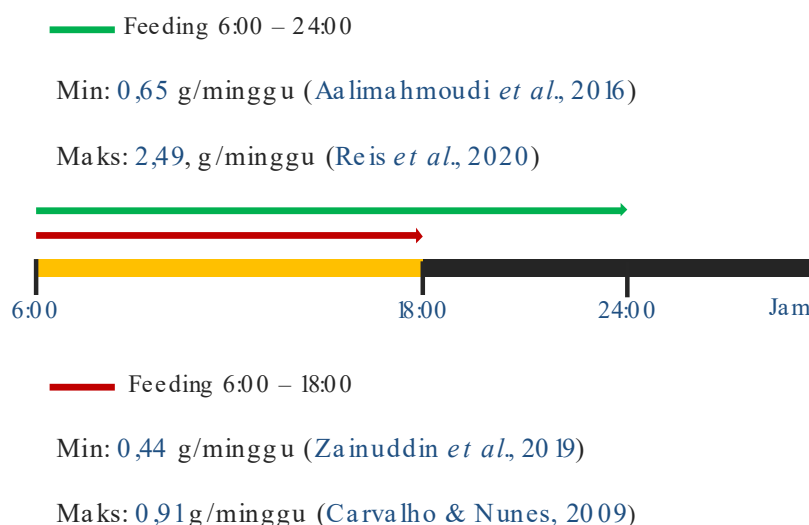 Feeding 6:00 – 24:00
Min: 0,65 g/minggu (Aalimahmoudi et al., 2016)
Maks: 2,49, g/minggu (Reis et al., 2020)
6:00 18:00 24:00 Jam
Feeding 6:00 – 18:00
Min: 0,44 g/minggu (Zainuddin et al., 2019)
Maks: 0,91g/minggu (Carvalho & Nunes, 2009)